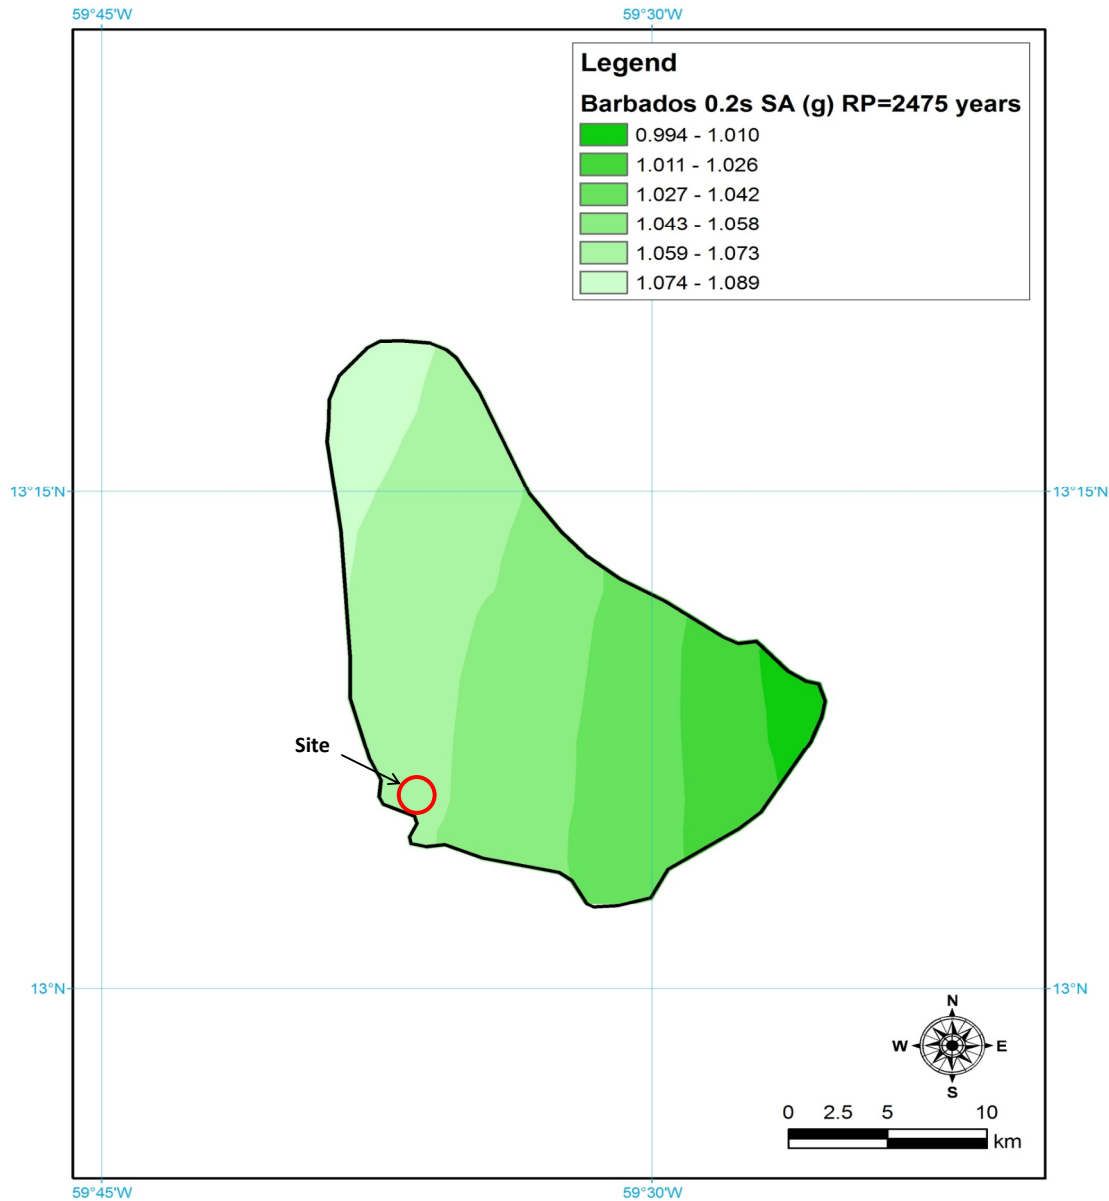 59°45'W
59°30'W
Legend
Barbados 0.2s SA (g) RP=2475 years
0.994 - 1.010
1.011 - 1.026
1.027 - 1.042
1.043 - 1.058
1.059 - 1.073
1.074 - 1.089
13°15'N
13°15'N
Site
13°N
13°N
N
W E
S
0 2.5 5 10
km
59°45'W
59°30'W